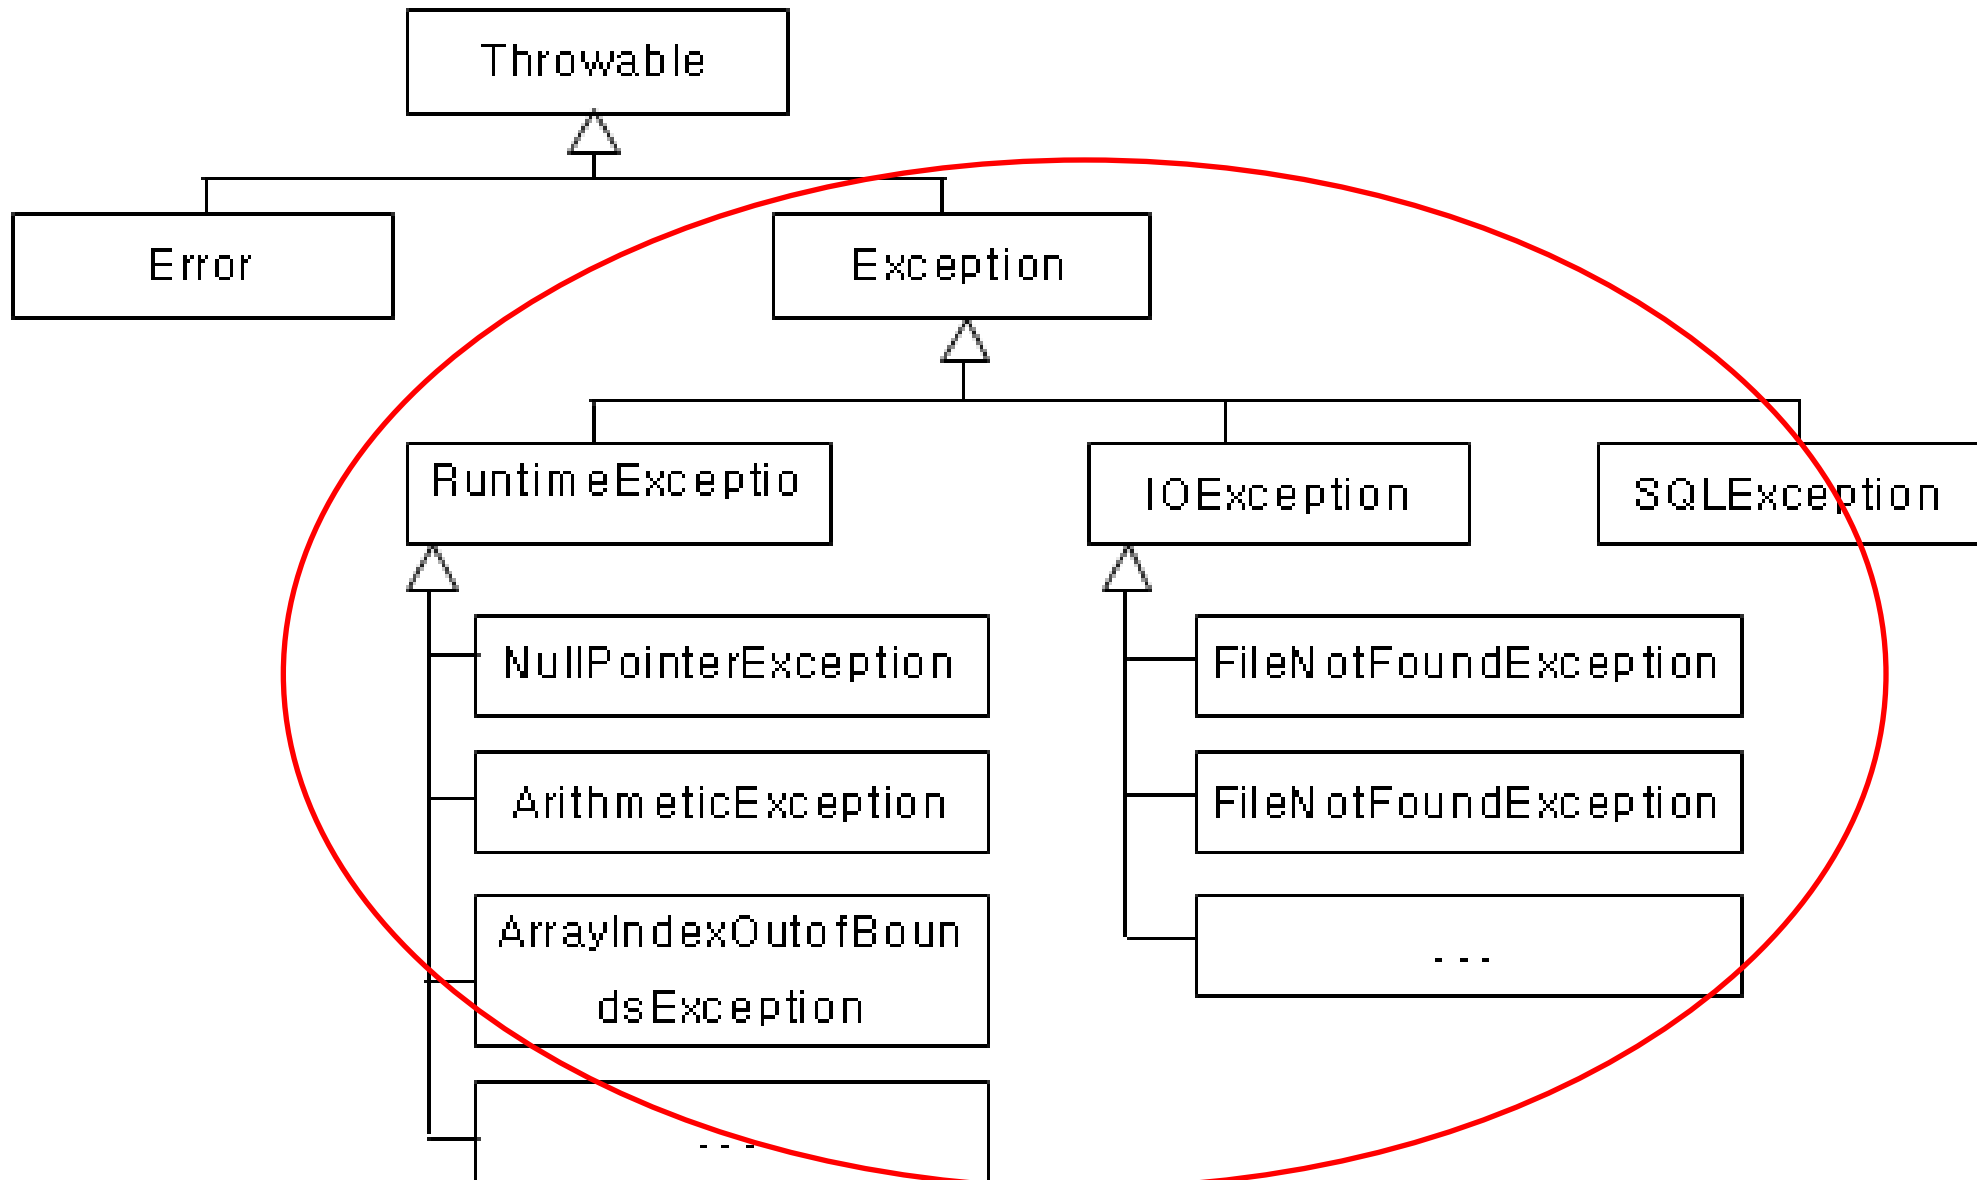 Throwable
Error
Exception
RuntimeExceptio
IOException
SQLException
NullPointerException
FileNotFoundException
ArithmeticException
FileNotFoundException
ArrayIndexOutofBoun
dsException
- - -
- - -